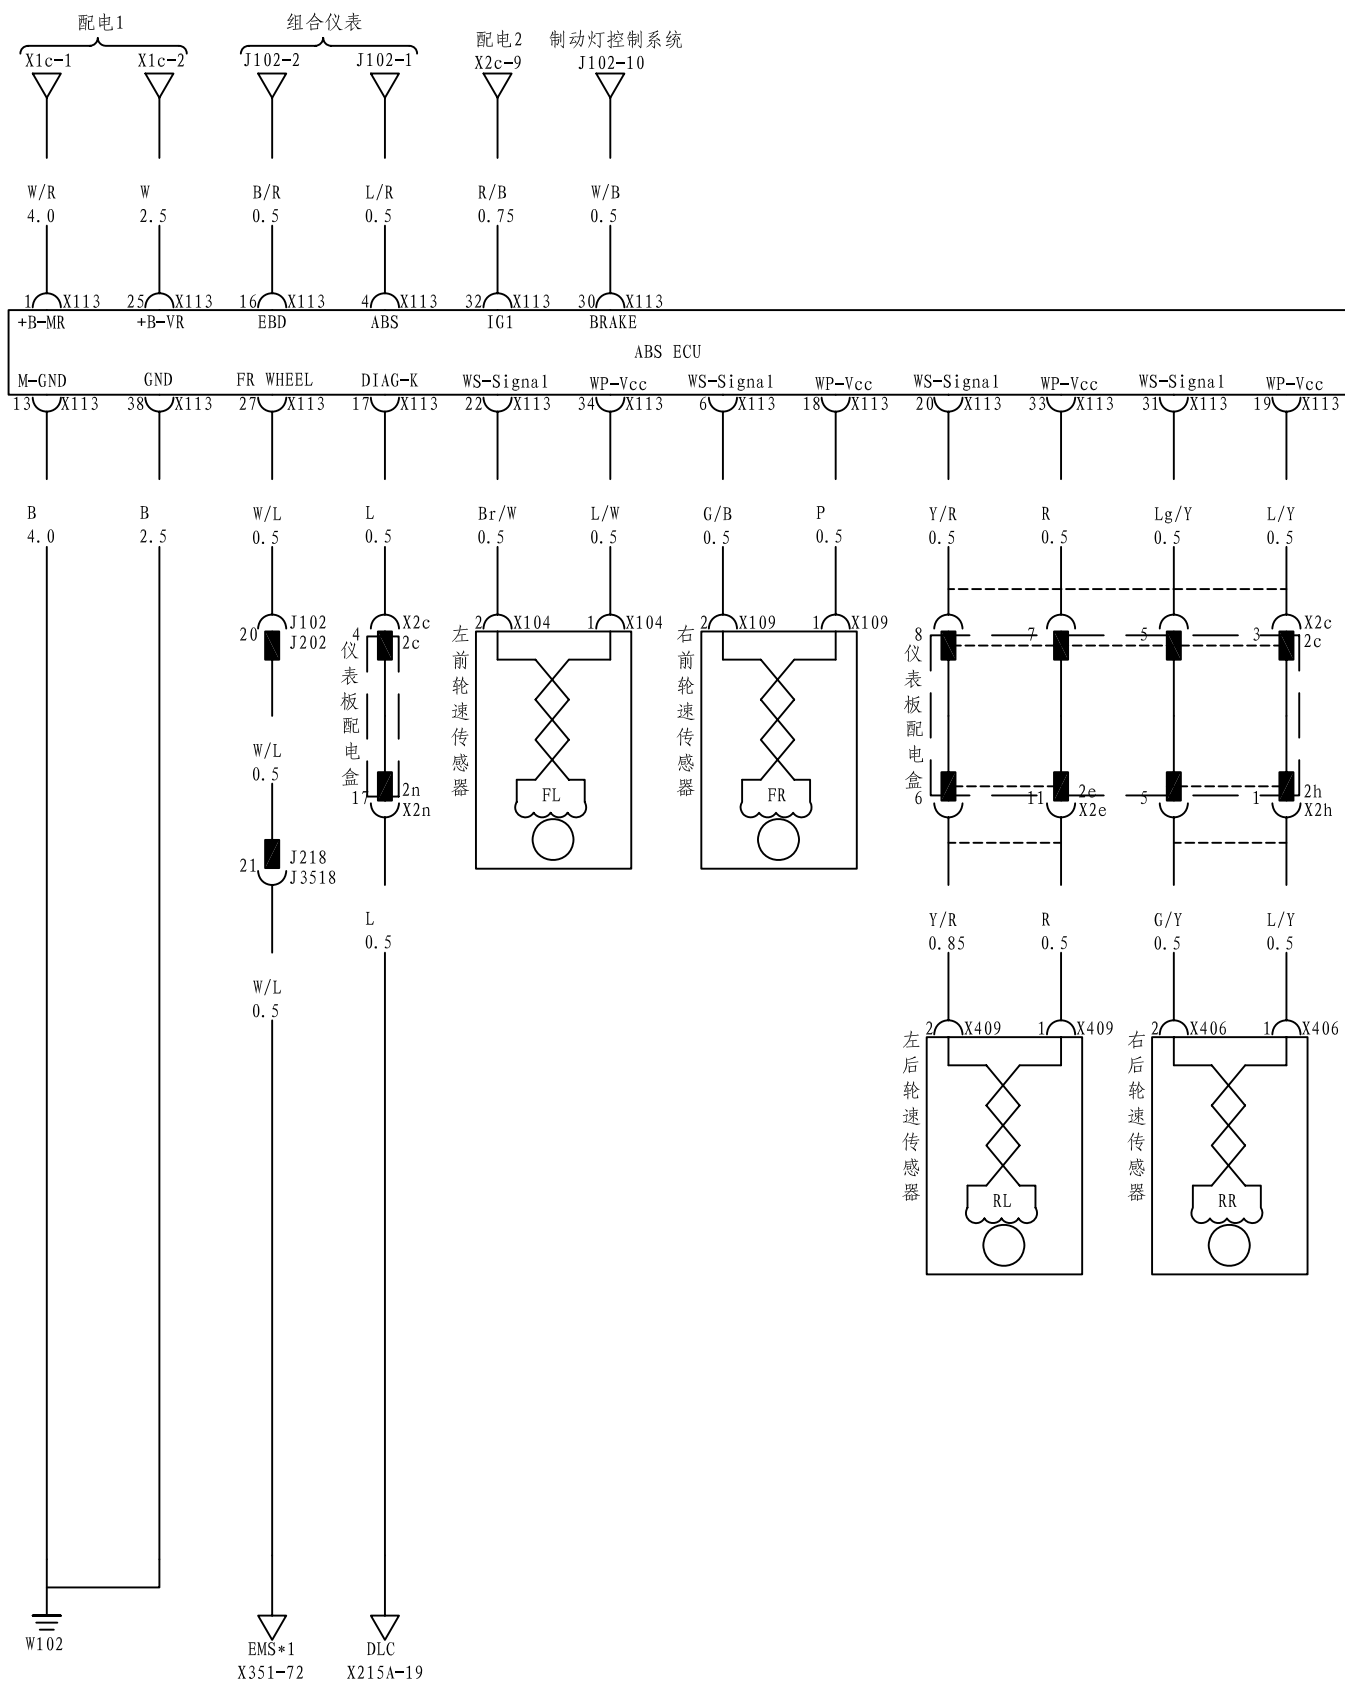 配电1
组合仪表
配电2
制动灯控制系统
X1c-1
X1c-2
J102-2
J102-1
X2c-9
J102-10
W/R
W
B/R
L/R
R/B
W/B
4.0
2.5
0.5
0.5
0.75
0.5
1 X113
25 X113
16 X113
4 X113
32 X113
30 X113
+B-MR
+B-VR
EBD
ABS
IG1
BRAKE
ABS ECU
M-GND
GND
FR WHEEL
DIAG-K
WS-Signal
WP-Vcc
WS-Signal
WP-Vcc
WS-Signal
WP-Vcc
WS-Signal
WP-Vcc
13 X113
38 X113
27 X113
17 X113
22 X113
34 X113
6 X113
18 X113
20 X113
33 X113
31 X113
19 X113
B
B
W/L
L
Br/W
L/W
G/B
P
Y/R
R
Lg/Y
L/Y
4.0
2.5
0.5
0.5
0.5
0.5
0.5
0.5
0.5
0.5
0.5
0.5
20
J102
J202
4
X2c
2c
仪表板配电盒
2 X104
1 X104
左前轮速传感器
FL
2 X109
1 X109
右前轮速传感器
FR
8
7
5
3
X2c
2c
仪表板配电盒
W/L
0.5
17
2n
X2n
6
11
2e
X2e
5
1
2h
X2h
21
J218
J3518
L
0.5
Y/R
R
G/Y
L/Y
0.85
0.5
0.5
0.5
W/L
0.5
2 X409
1 X409
左后轮速传感器
RL
2 X406
1 X406
右后轮速传感器
RR
W102
EMS*1
X351-72
DLC
X215A-19